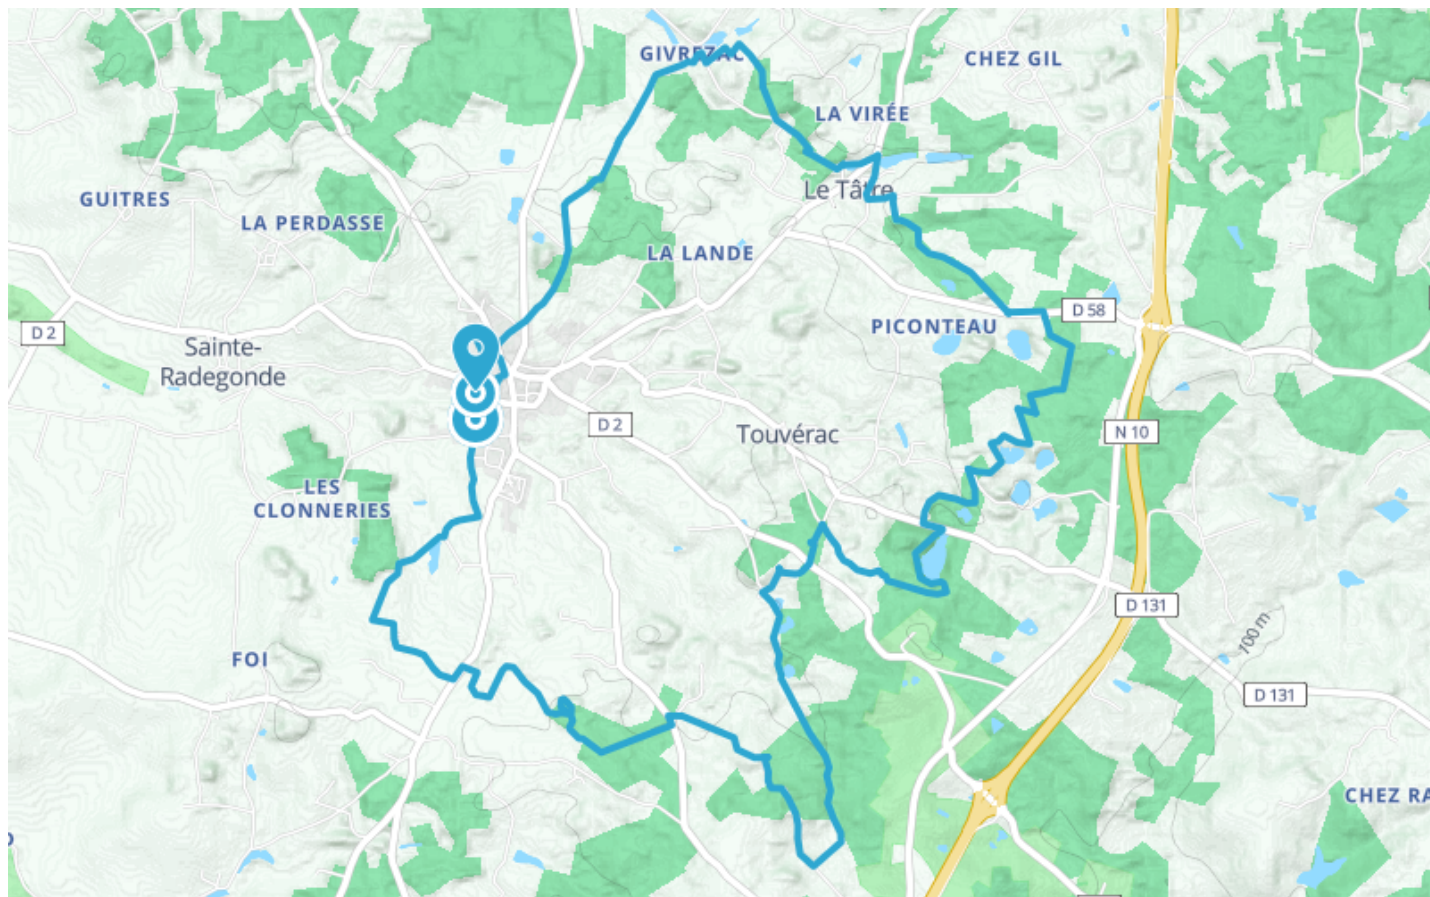 GIVREZAC
CHEZ GIL
LA VIRÉE
Le Tâtre
GUITRES
LA PERDASSE
LA LANDE
D 58
PICONTEAU
D 2
Sainte-
Radegonde
D 2
Touvérac
N 10
LES
CLONNERIES
D 131
100 m
FOI
D 131
CHEZ RA